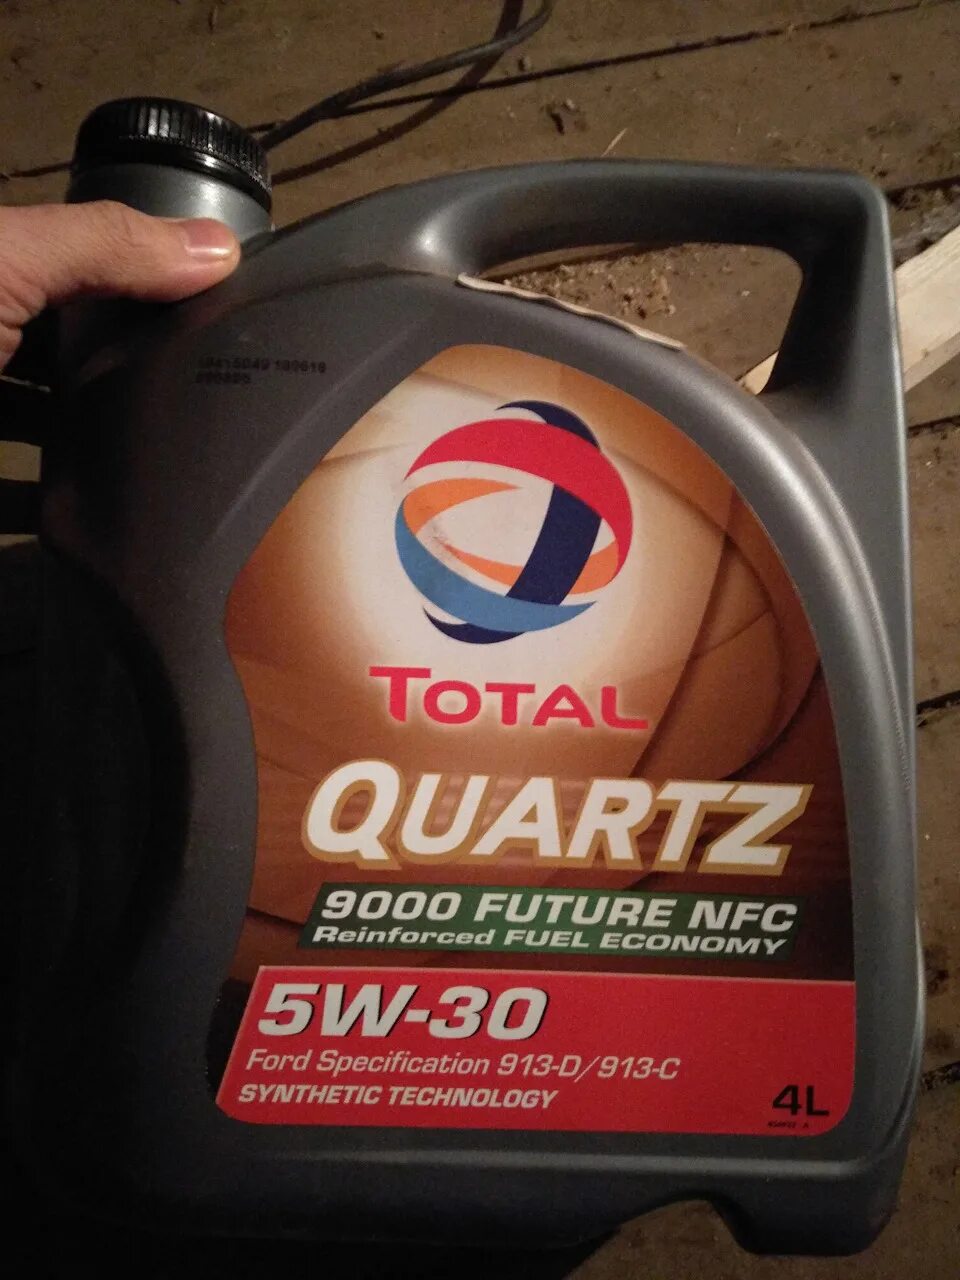 TOTAL
QUARTZ
9000 FUTURE NFC
Reinforced FUEL ECONOMY
5W-30
Ford Specification 913-D/913-C
SYNTHETIC TECHNOLOGY
4L